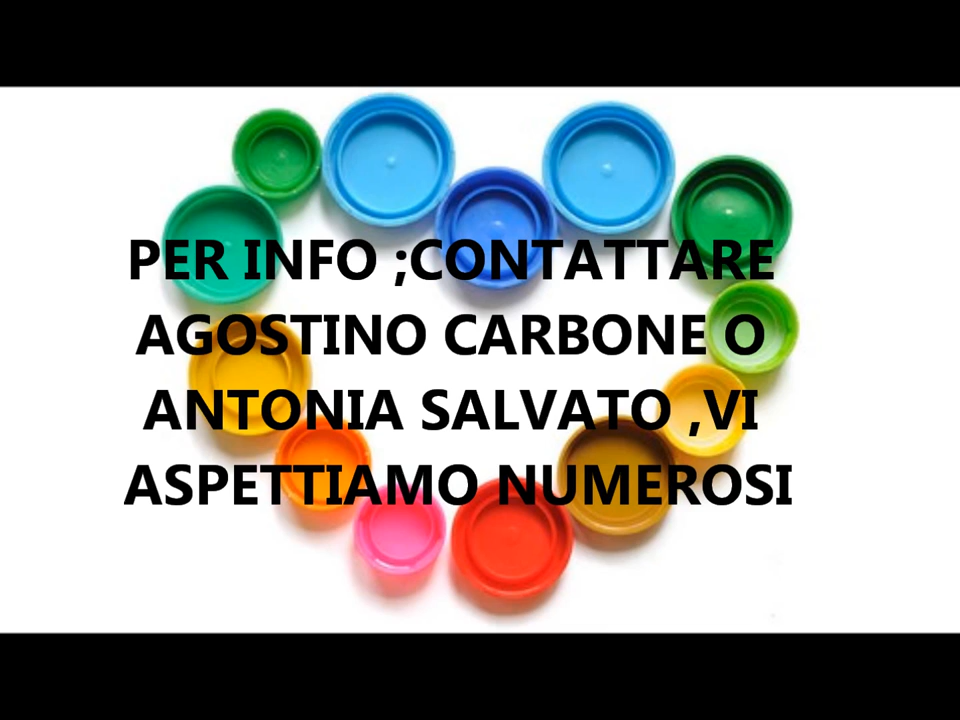 PER INFO ;CONTATTARE
AGOSTINO CARBONE O
ANTONIA SALVATO ,VI
ASPETTIAMO NUMEROSI